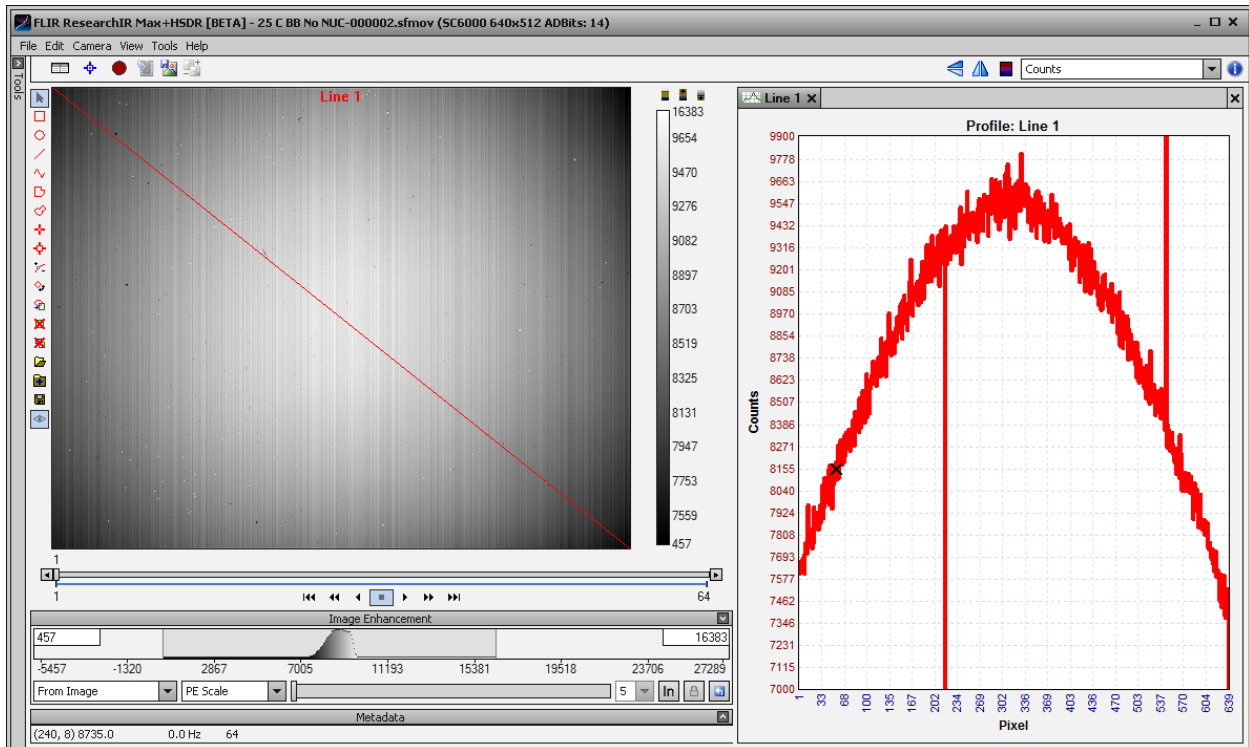 FLIR ResearchIR Max+HSDR [BETA] - 25 C BB No NUC-000002.sfmov (SC6000 640x512 ADBits: 14)
File Edit Camera View Tools Help
Counts
Tools
Line 1
16383
9654
9470
9276
9082
8897
8703
8519
8325
8131
7947
7753
7559
457
Line 1
Profile: Line 1
9900
9778
9663
9547
9432
9316
9201
9085
8970
8854
8738
8623
8507
8386
8271
8155
8040
7924
7808
7693
7577
7462
7346
7231
7115
7000
Counts
1 33 68 100 135 167 202 234 269 302 336 369 403 436 470 503 537 570 604 639
Pixel
1
1 64
Image Enhancement
457 16383
-5457 -1320 2867 7005 11193 15381 19518 23706 27289
From Image PE Scale 5 In
Metadata
(240, 8) 8735.0 0.0 Hz 64